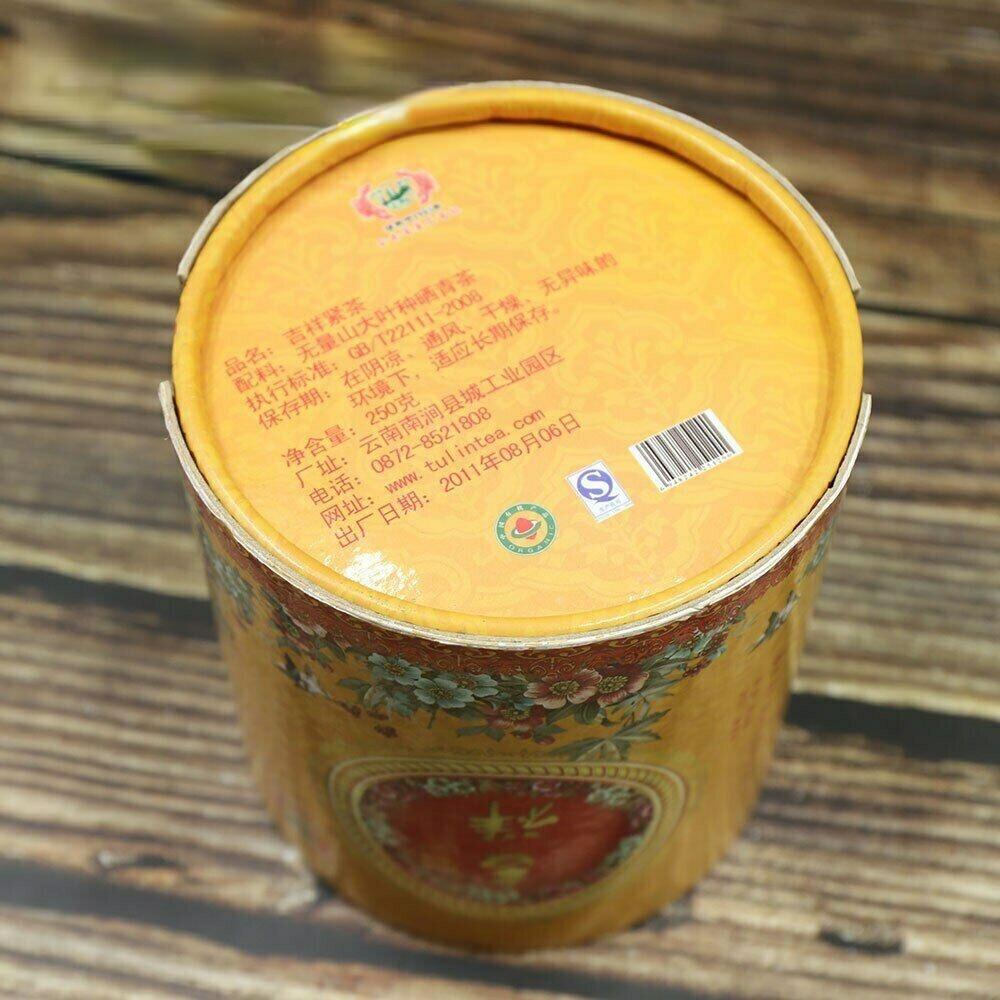 品名: 吉祥紧茶
配料: 无量山大叶种晒青茶
执行标准: GB/T22111-2008
保存期: 在阴凉、通风、干燥、无异味的
环境下, 适应长期保存。
净含量: 250克
厂址: 云南南涧县城工业园区
电话: 0872-8521808
网址: www.tulintea.com
出厂日期: 2011年08月06日
ORGANIC